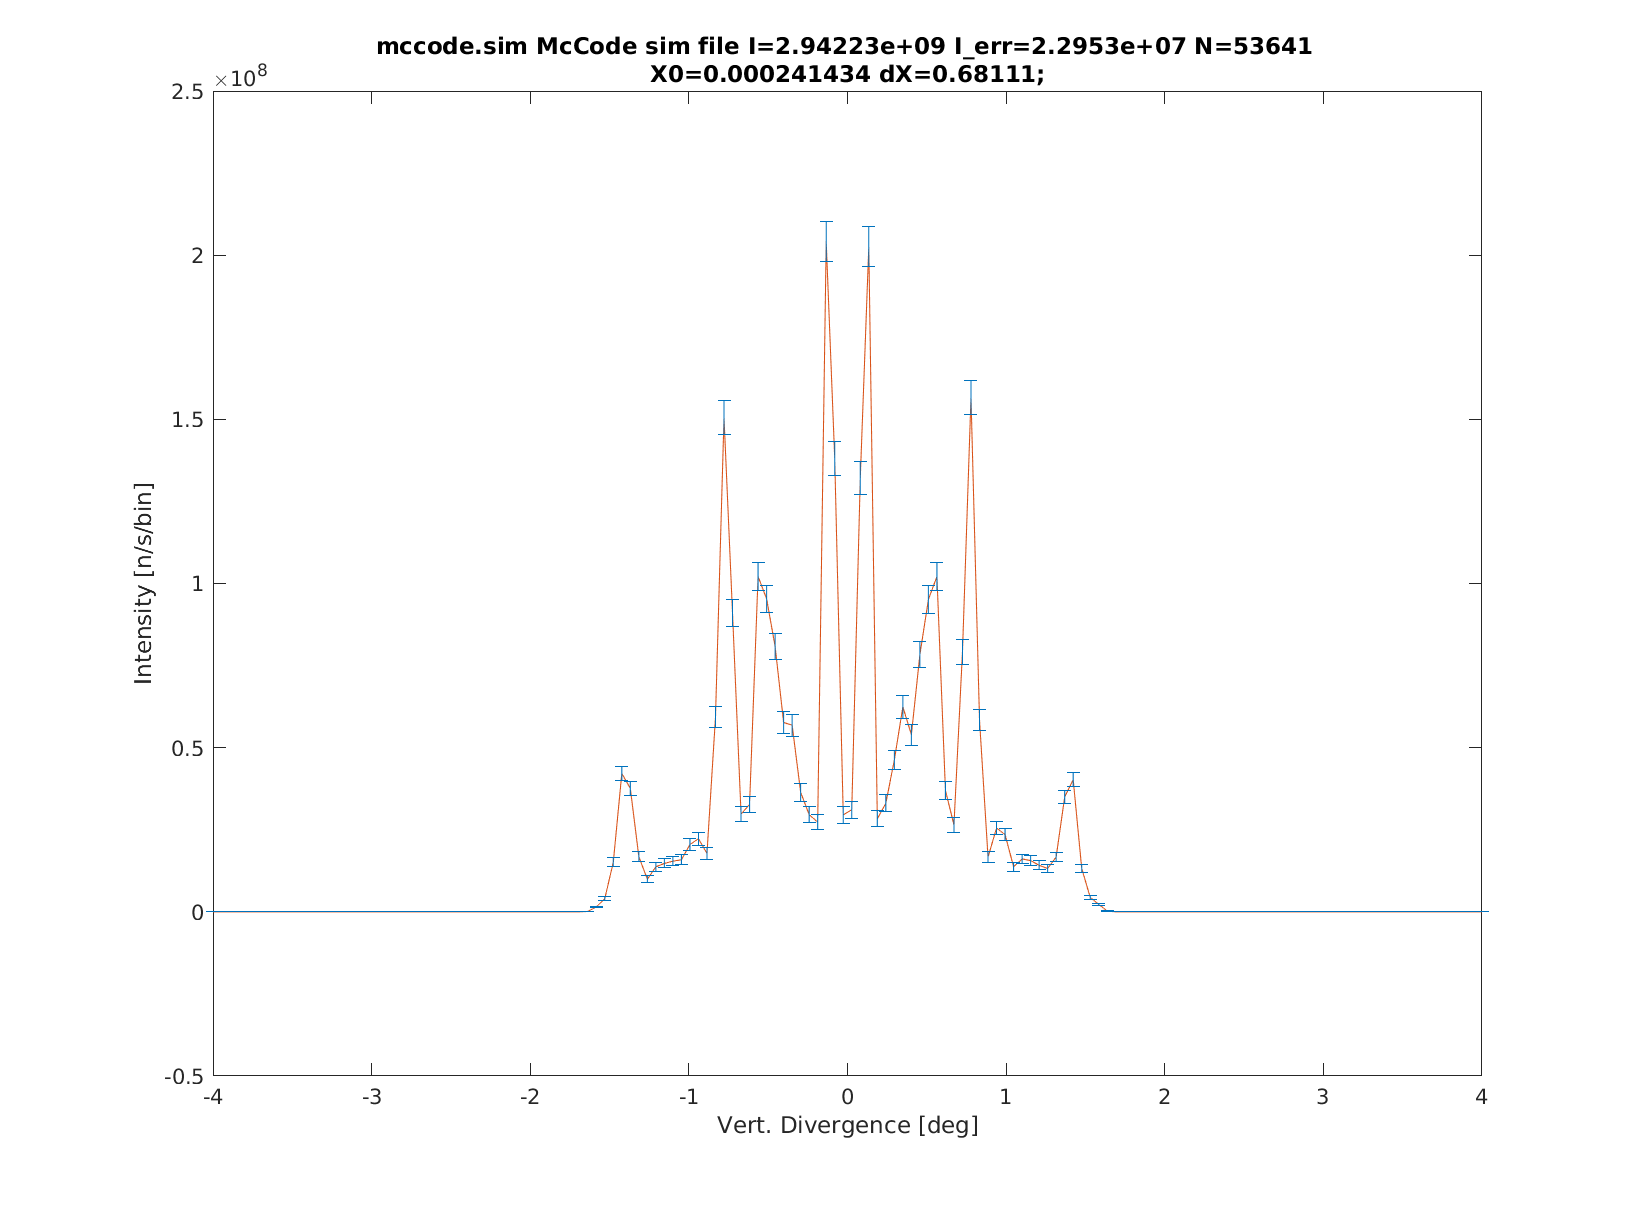 mccode.sim McCode sim file I=2.94223e+09 I_err=2.2953e+07 N=53641
X0=0.000241434 dX=0.68111;
×10^8
2.5
2
1.5
1
0.5
0
-0.5
Intensity [n/s/bin]
-4 -3 -2 -1 0 1 2 3 4
Vert. Divergence [deg]